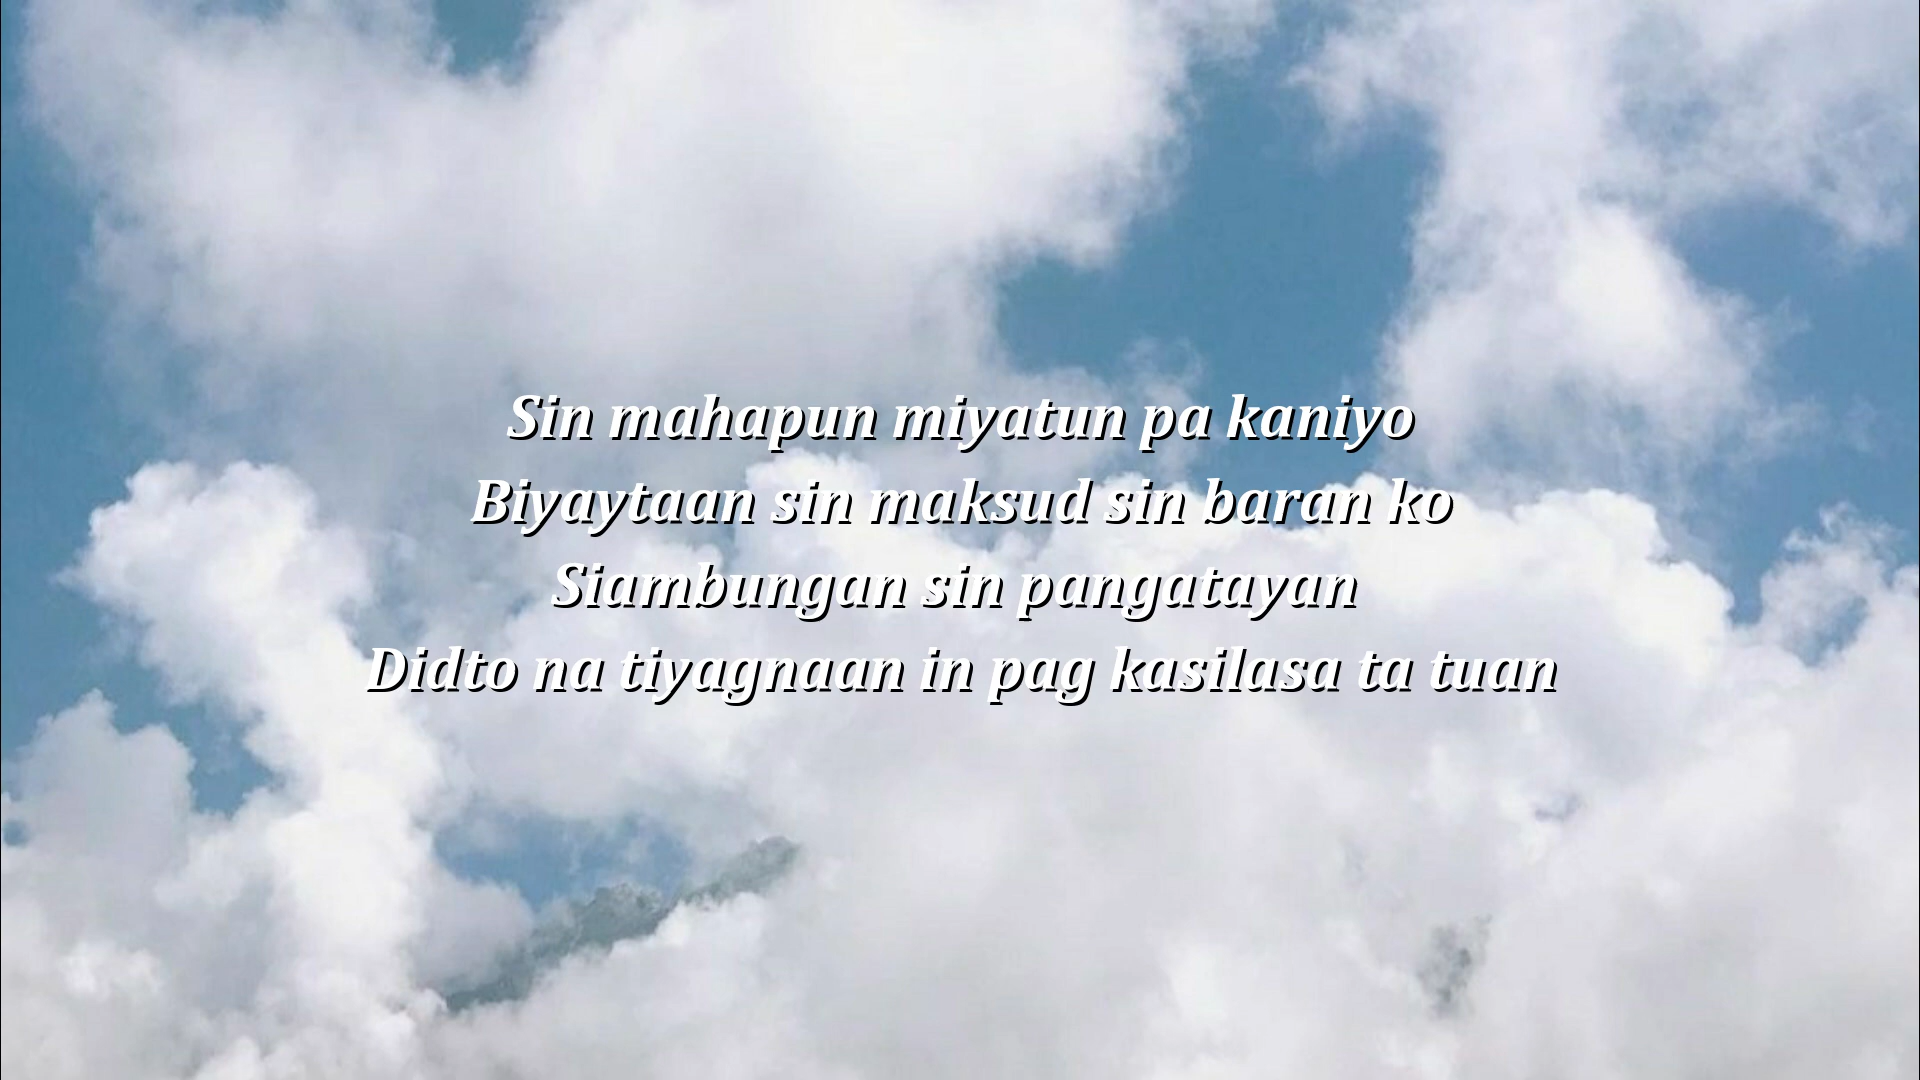 Sin mahapun miyatun pa kaniyo
Biyaytaan sin maksud sin baran ko
Siambungan sin pangatayan
Didto na tiyagnaan in pag kasilasa ta tuan